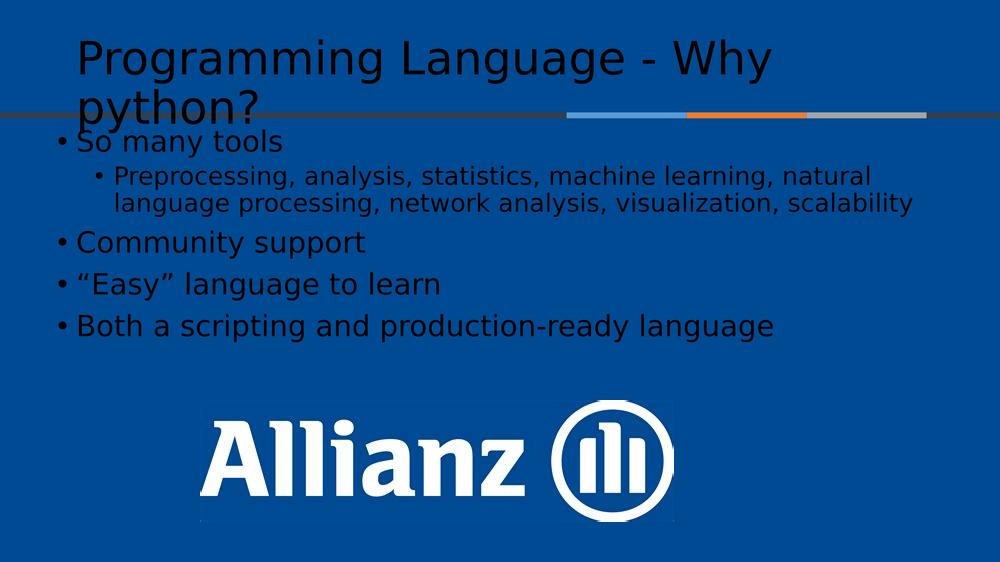 Programming Language - Why
python?
• So many tools
• Preprocessing, analysis, statistics, machine learning, natural
language processing, network analysis, visualization, scalability
• Community support
• “Easy” language to learn
• Both a scripting and production-ready language
Allianz